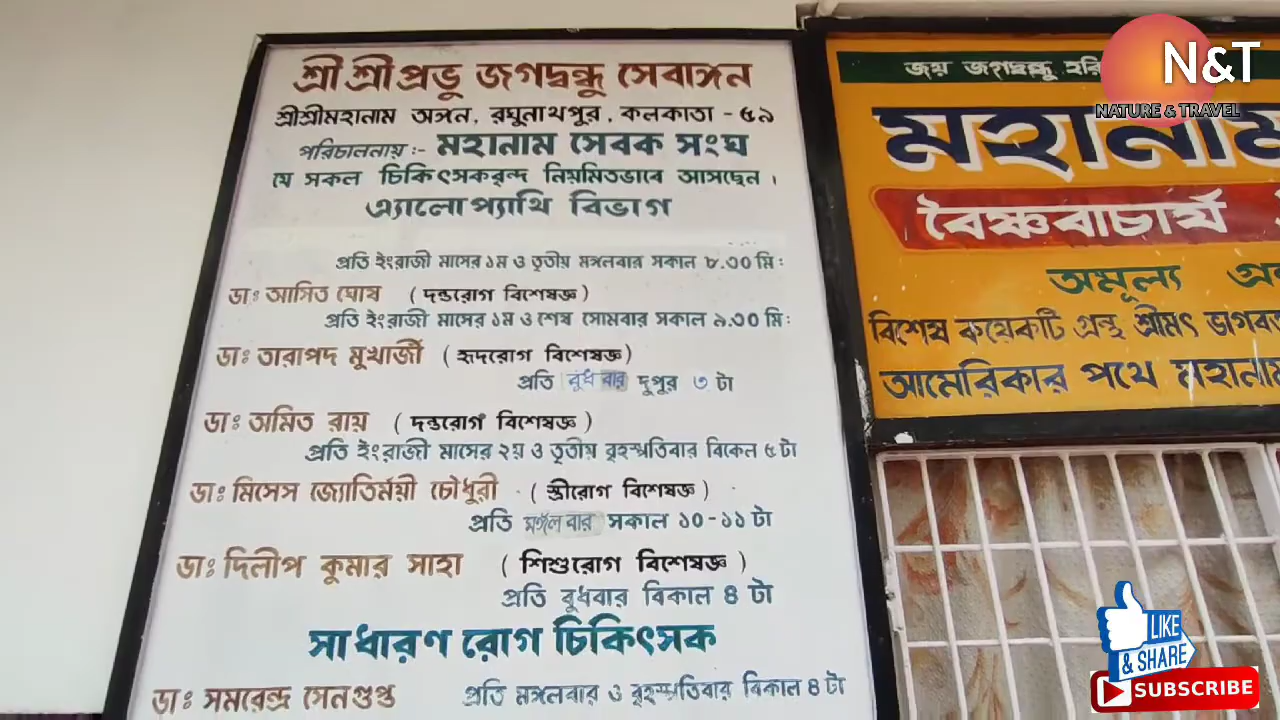 শ্রীশ্রীপ্রভু জগদ্বন্ধু সেবাঙ্গন
শ্রীশ্রীমহানাম অঙ্গন, রঘুনাথপুর, কলকাতা - ৫৯
পরিচালনায় :- মহানাম সেবক সংঘ
যে সকল চিকিৎসকবৃন্দ নিয়মিতভাবে আসছেন।
এ্যালোপ্যাথি বিভাগ
প্রতি ইংরাজী মাসের ১ম ও তৃতীয় মঙ্গলবার সকাল ৮.৩০ মি:
ডাঃ আসিত ঘোষ (দন্তরোগ বিশেষজ্ঞ)
প্রতি ইংরাজী মাসের ১ম ও শেষ সোমবার সকাল ৯.৩০ মি:
ডাঃ তারাপদ মুখার্জী (হৃদরোগ বিশেষজ্ঞ)
প্রতি বুধবার দুপুর ৩ টা
ডাঃ অমিত রায় (দন্তরোগ বিশেষজ্ঞ)
প্রতি ইংরাজী মাসের ২য় ও তৃতীয় বৃহস্পতিবার বিকেল ৫ টা
ডাঃ মিসেস জ্যোতির্ময়ী চৌধুরী (স্ত্রীরোগ বিশেষজ্ঞ)
প্রতি মঙ্গলবার সকাল ১০-১১ টা
ডাঃ দিলীপ কুমার সাহা (শিশুরোগ বিশেষজ্ঞ)
প্রতি বুধবার বিকাল ৪ টা
সাধারণ রোগ চিকিৎসক
ডাঃ সমরেন্দ্র সেনগুপ্ত প্রতি মঙ্গলবার ও বৃহস্পতিবার বিকাল ৪ টা
জয় জগদ্বন্ধু হরি
মহানাম
বৈষ্ণবাচার্য
অমূল্য
বিশেষ কয়েকটি গ্রন্থ শ্রীমৎ ভাগবত
আমেরিকার পথে মহানাম
N&T
NATURE & TRAVEL
LIKE
& SHARE
SUBSCRIBE